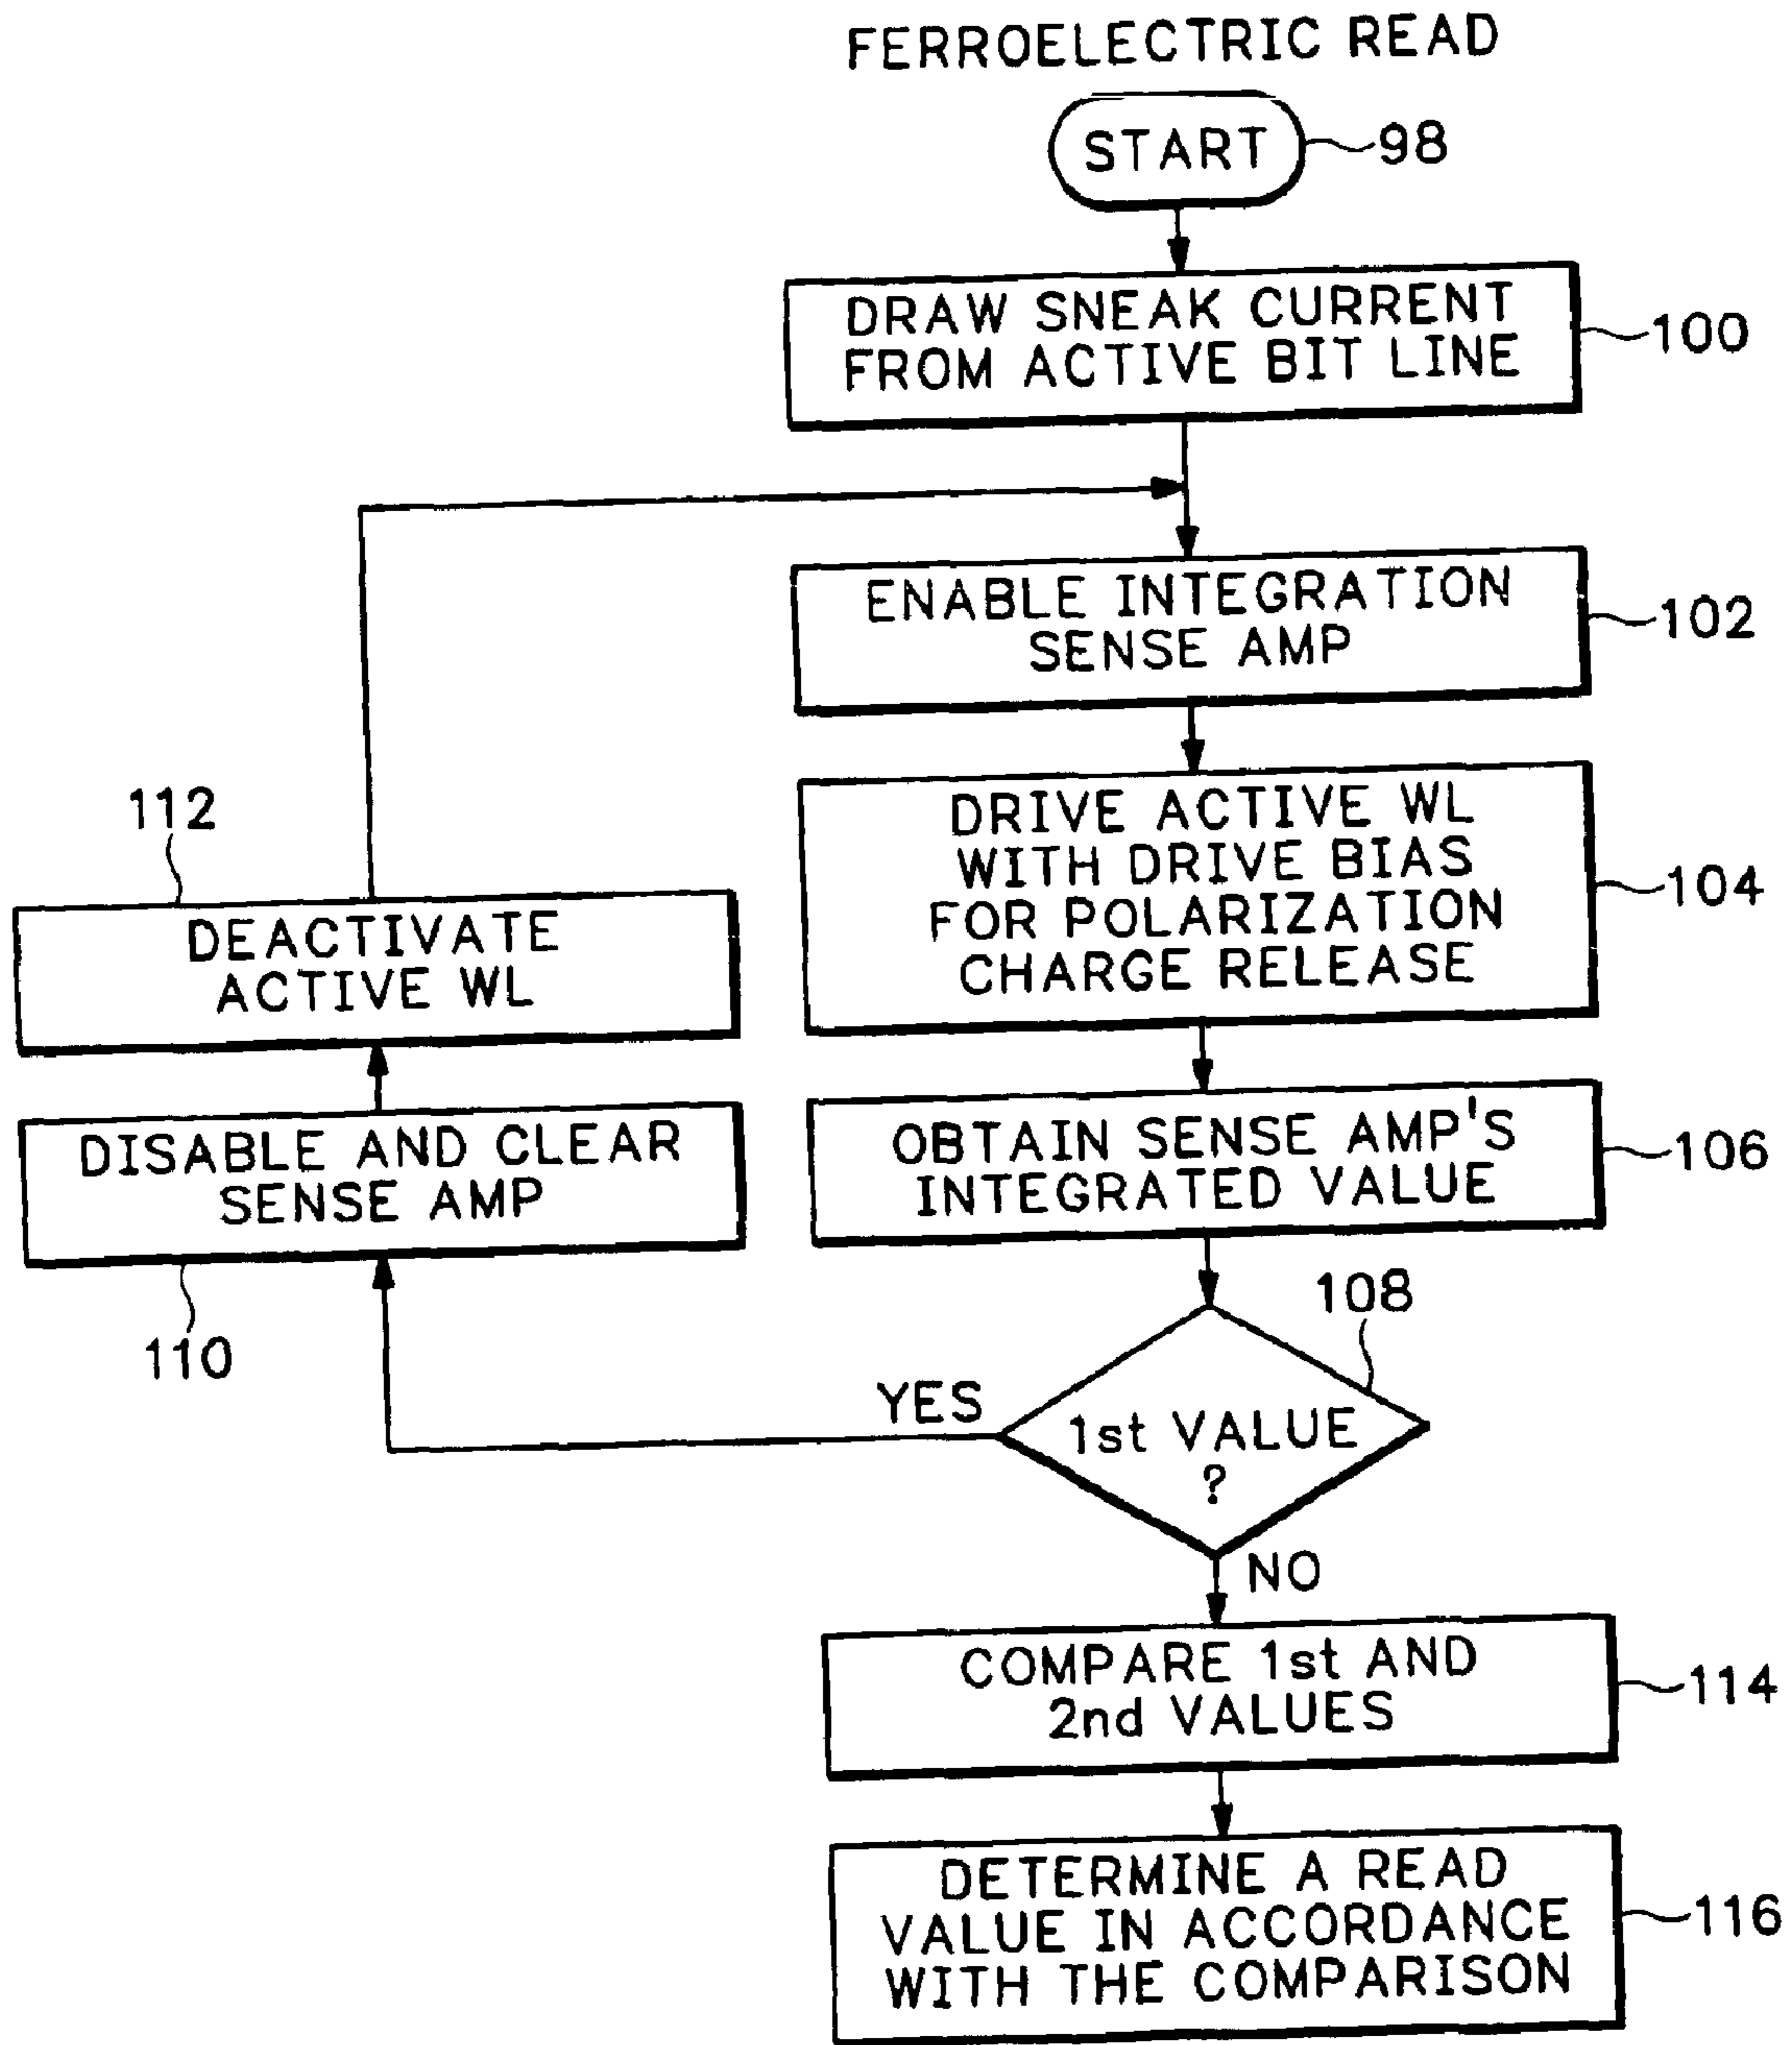 FERROELECTRIC READ
START
98
DRAW SNEAK CURRENT
FROM ACTIVE BIT LINE
100
ENABLE INTEGRATION
SENSE AMP
102
DRIVE ACTIVE WL
WITH DRIVE BIAS
FOR POLARIZATION
CHARGE RELEASE
104
112
DEACTIVATE
ACTIVE WL
DISABLE AND CLEAR
SENSE AMP
110
OBTAIN SENSE AMP'S
INTEGRATED VALUE
106
108
YES
1st VALUE
?
NO
COMPARE 1st AND
2nd VALUES
114
DETERMINE A READ
VALUE IN ACCORDANCE
WITH THE COMPARISON
116